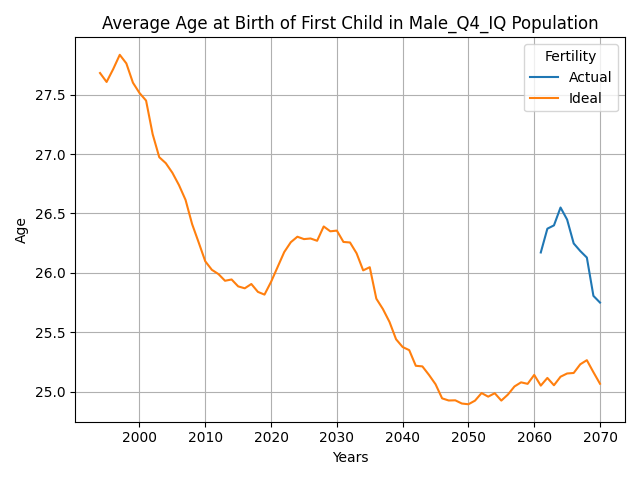 Average Age at Birth of First Child in Male_Q4_IQ Population
Fertility
Actual
Ideal
27.5
27.0
26.5
26.0
25.5
25.0
Age
2000 2010 2020 2030 2040 2050 2060 2070
Years